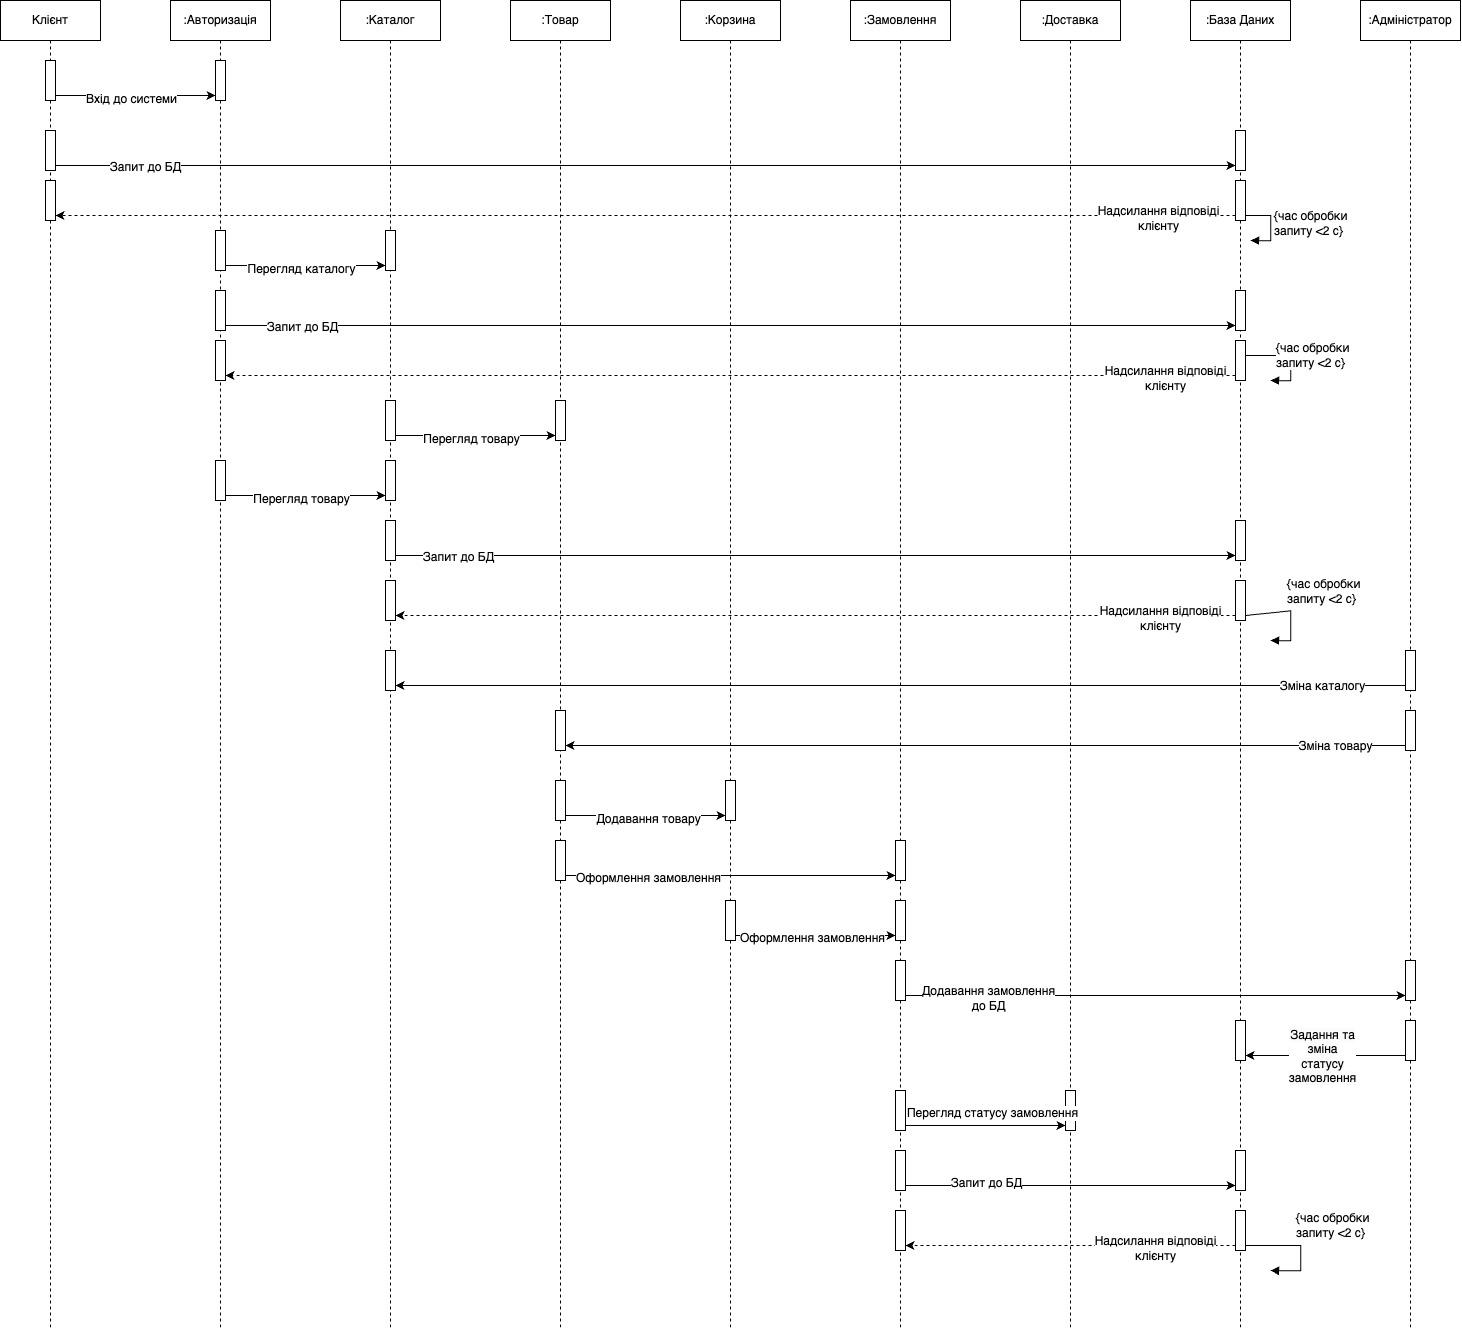 Клієнт
:Авторизація
:Каталог
:Товар
:Корзина
:Замовлення
:Доставка
:База Даних
:Адміністратор
Вхід до системи
Запит до БД
Надсилання відповіді
клієнту
{час обробки
запиту <2 с}
Перегляд каталогу
Запит до БД
{час обробки
запиту <2 с}
Надсилання відповіді
клієнту
Перегляд товару
Перегляд товару
Запит до БД
{час обробки
запиту <2 с}
Надсилання відповіді
клієнту
Зміна каталогу
Зміна товару
Додавання товару
Оформлення замовлення
Оформлення замовлення
Додавання замовлення
до БД
Задання та
зміна
статусу
замовлення
Перегляд статусу замовлення
Запит до БД
{час обробки
запиту <2 с}
Надсилання відповіді
клієнту